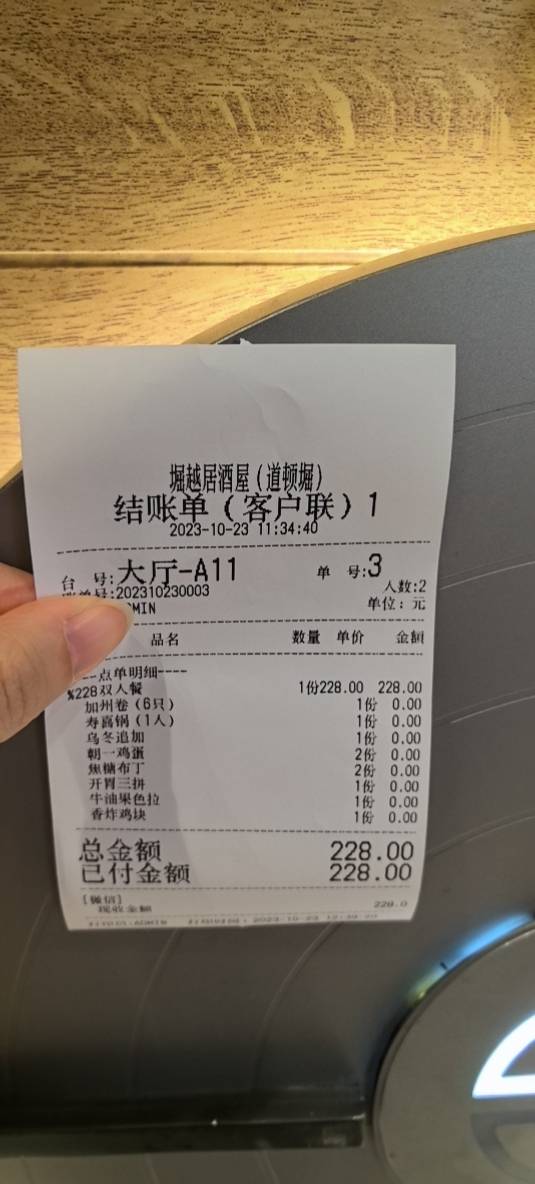 堀越居酒屋(道顿堀)
结账单(客户联)1
2023-10-23 11:34:40
台 号:大厅-A11 单 号:3
账单号:202310230003 人数:2
MIN 单位:元
品名 数量 单价 金额
--点单明细----
%228双人餐 1份228.00 228.00
加州卷(6只) 1份 0.00
寿喜锅(1人) 1份 0.00
乌冬追加 1份 0.00
朝一鸡蛋 2份 0.00
焦糖布丁 2份 0.00
开胃三拼 1份 0.00
牛油果色拉 1份 0.00
香炸鸡块 1份 0.00
总金额 228.00
已付金额 228.00
[微信]
现收金额 228.0